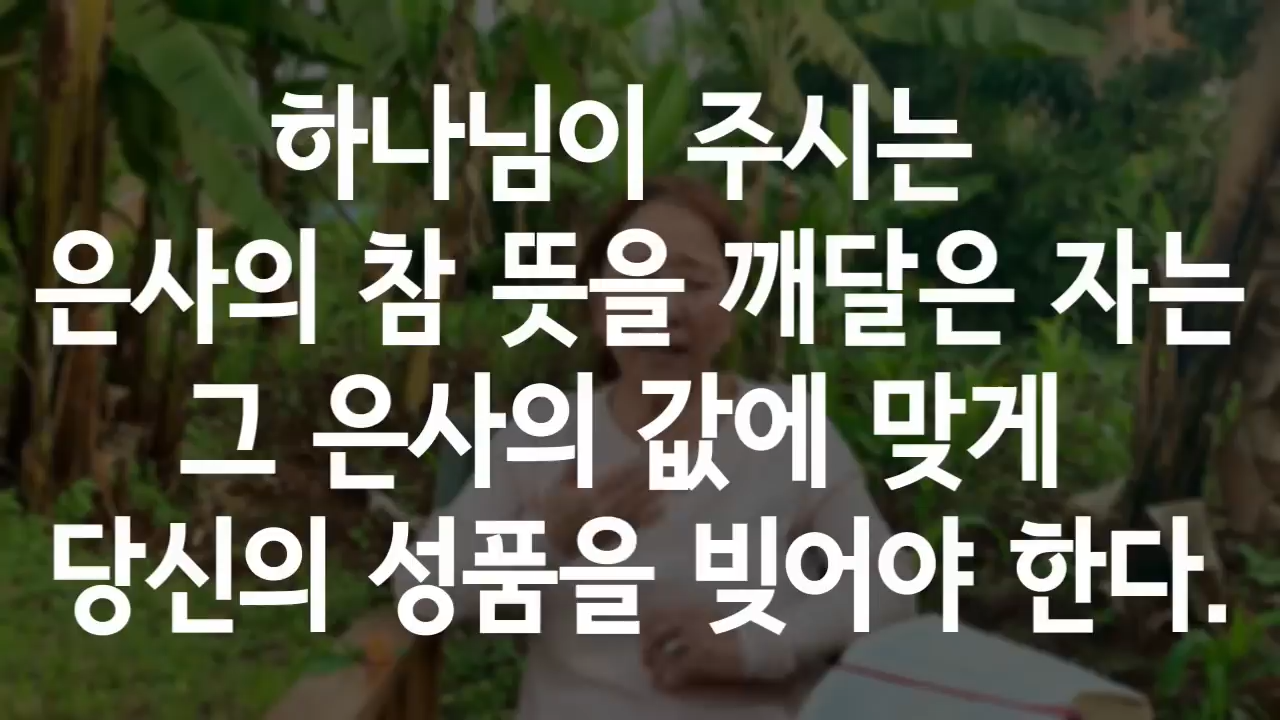 하나님이 주시는
은사의 참 뜻을 깨달은 자는
그 은사의 값에 맞게
당신의 성품을 빚어야 한다.